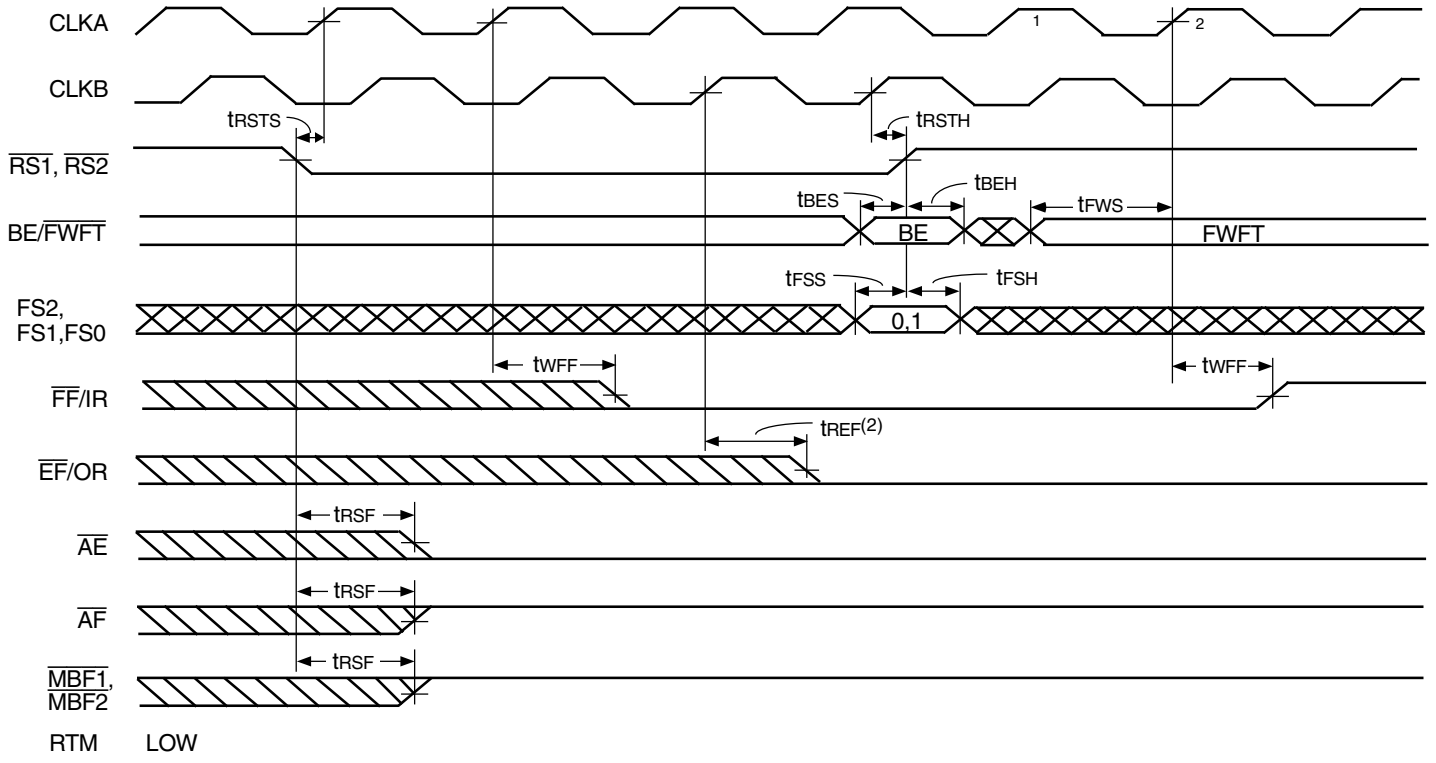 CLKA
1
2
CLKB
tRSTS
tRSTH
RS1, RS2
tBES
tBEH
tFWS
BE/FWFT
BE
FWFT
tFSS
tFSH
FS2,
FS1,FS0
0,1
tWFF
tWFF
FF/IR
tREF(2)
EF/OR
tRSF
AE
tRSF
AF
tRSF
MBF1,
MBF2
RTM LOW